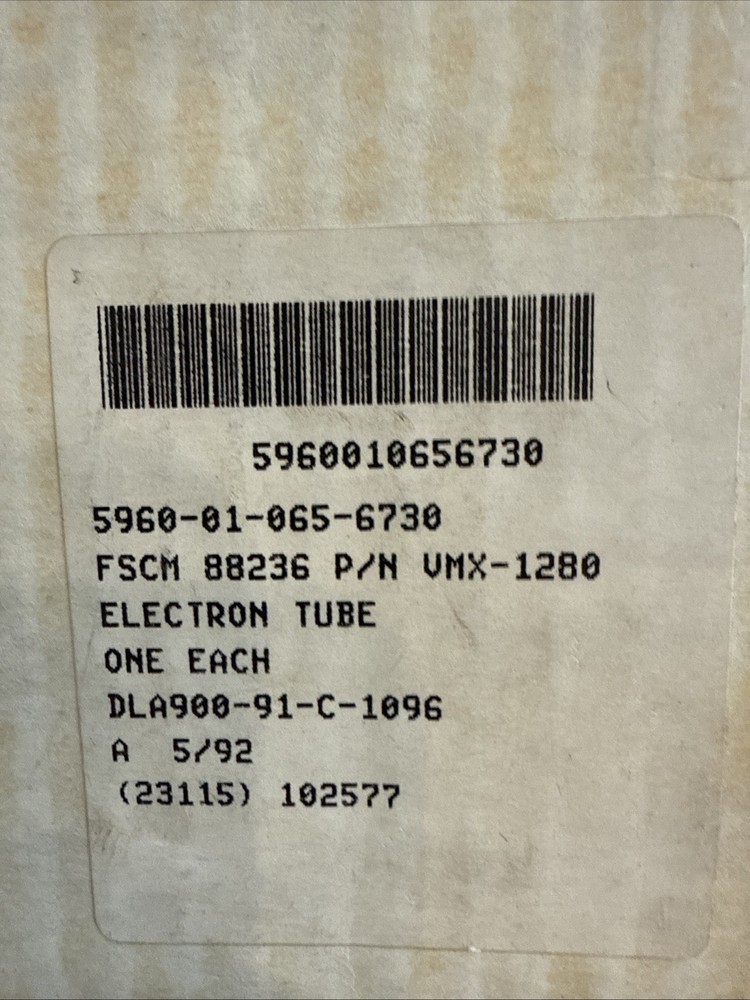 5960010656730
5960-01-065-6730
FSCM 88236 P/N VMX-1280
ELECTRON TUBE
ONE EACH
DLA900-91-C-1096
A 5/92
(23115) 102577